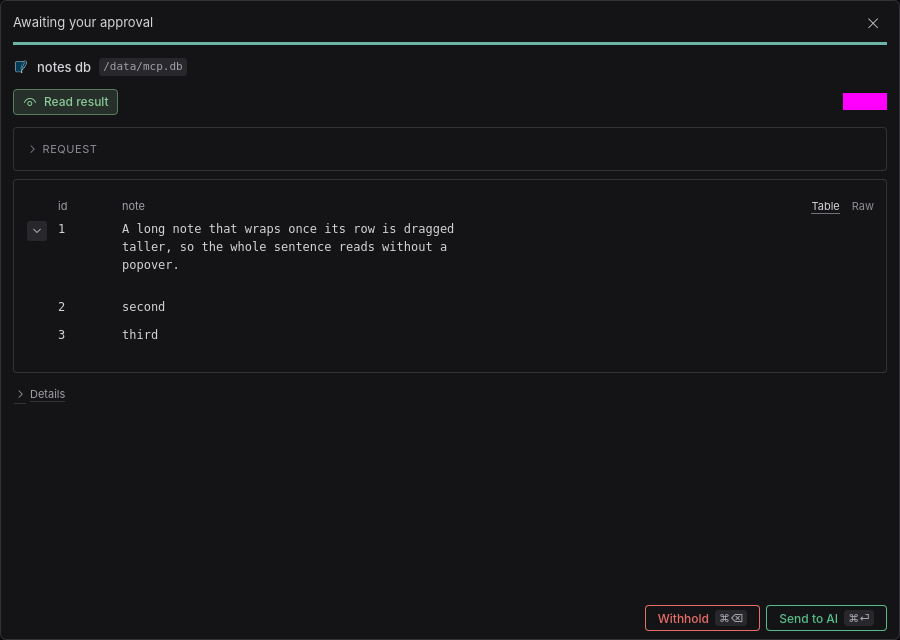 Awaiting your approval
notes db /data/mcp.db
Read result
REQUEST
id note Table Raw
1 A long note that wraps once its row is dragged
taller, so the whole sentence reads without a
popover.
2 second
3 third
Details
Withhold ⌘⌫ Send to AI ⌘⏎